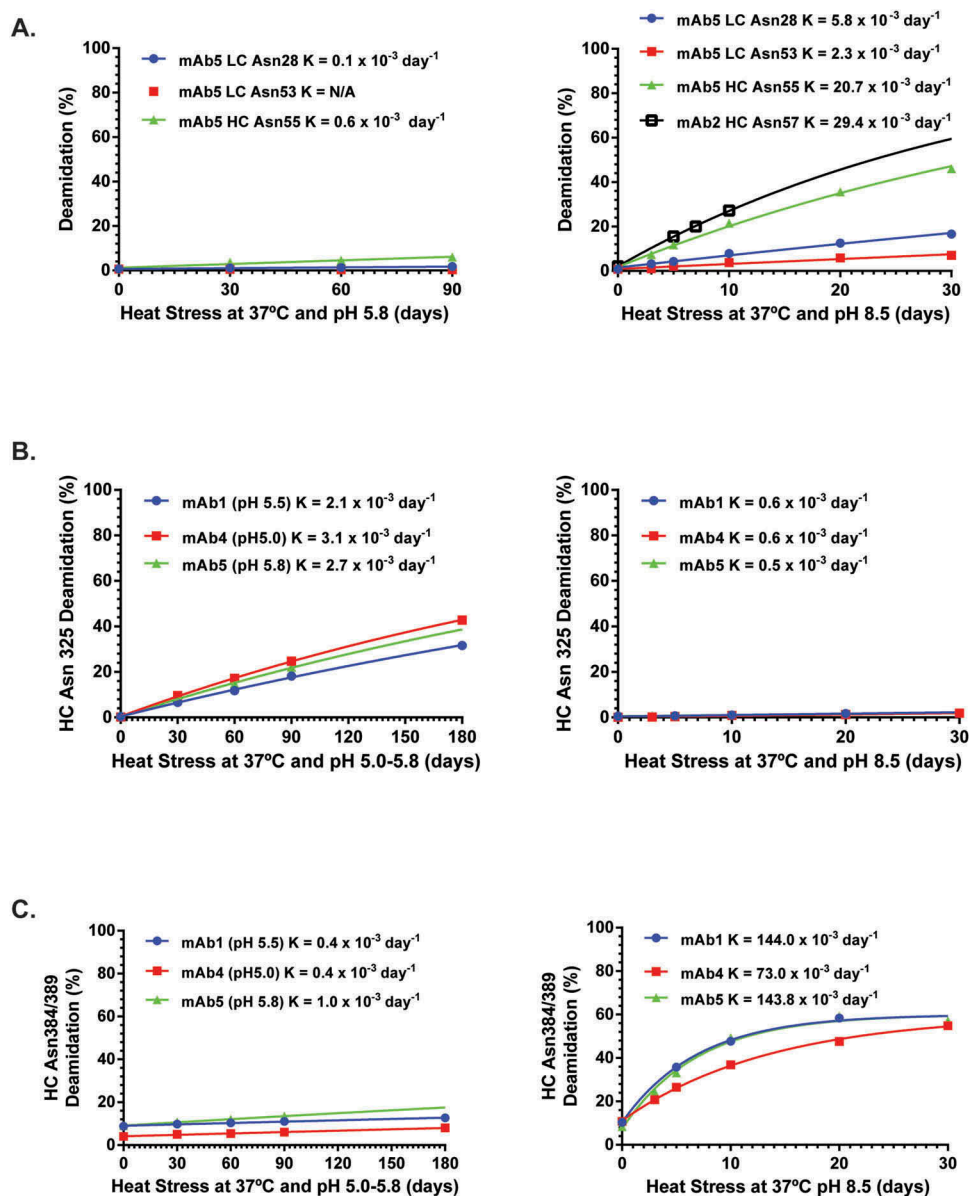 A.
Deamidation (%)
100
80
60
40
20
0
mAb5 LC Asn28 K = 0.1 x 10⁻³ day⁻¹
mAb5 LC Asn53 K = N/A
mAb5 HC Asn55 K = 0.6 x 10⁻³ day⁻¹
0 30 60 90
Heat Stress at 37ºC and pH 5.8 (days)
Deamidation (%)
100
80
60
40
20
0
mAb5 LC Asn28 K = 5.8 x 10⁻³ day⁻¹
mAb5 LC Asn53 K = 2.3 x 10⁻³ day⁻¹
mAb5 HC Asn55 K = 20.7 x 10⁻³ day⁻¹
mAb2 HC Asn57 K = 29.4 x 10⁻³ day⁻¹
0 10 20 30
Heat Stress at 37ºC and pH 8.5 (days)
B.
HC Asn 325 Deamidation (%)
100
80
60
40
20
0
mAb1 (pH 5.5) K = 2.1 x 10⁻³ day⁻¹
mAb4 (pH5.0) K = 3.1 x 10⁻³ day⁻¹
mAb5 (pH 5.8) K = 2.7 x 10⁻³ day⁻¹
0 30 60 90 120 150 180
Heat Stress at 37ºC and pH 5.0-5.8 (days)
HC Asn 325 Deamidation (%)
100
80
60
40
20
0
mAb1 K = 0.6 x 10⁻³ day⁻¹
mAb4 K = 0.6 x 10⁻³ day⁻¹
mAb5 K = 0.5 x 10⁻³ day⁻¹
0 10 20 30
Heat Stress at 37ºC and pH 8.5 (days)
C.
HC Asn384/389
Deamidation (%)
100
80
60
40
20
0
mAb1 (pH 5.5) K = 0.4 x 10⁻³ day⁻¹
mAb4 (pH5.0) K = 0.4 x 10⁻³ day⁻¹
mAb5 (pH 5.8) K = 1.0 x 10⁻³ day⁻¹
0 30 60 90 120 150 180
Heat Stress at 37ºC and pH 5.0-5.8 (days)
HC Asn384/389
Deamidation (%)
100
80
60
40
20
0
mAb1 K = 144.0 x 10⁻³ day⁻¹
mAb4 K = 73.0 x 10⁻³ day⁻¹
mAb5 K = 143.8 x 10⁻³ day⁻¹
0 10 20 30
Heat Stress at 37ºC pH 8.5 (days)